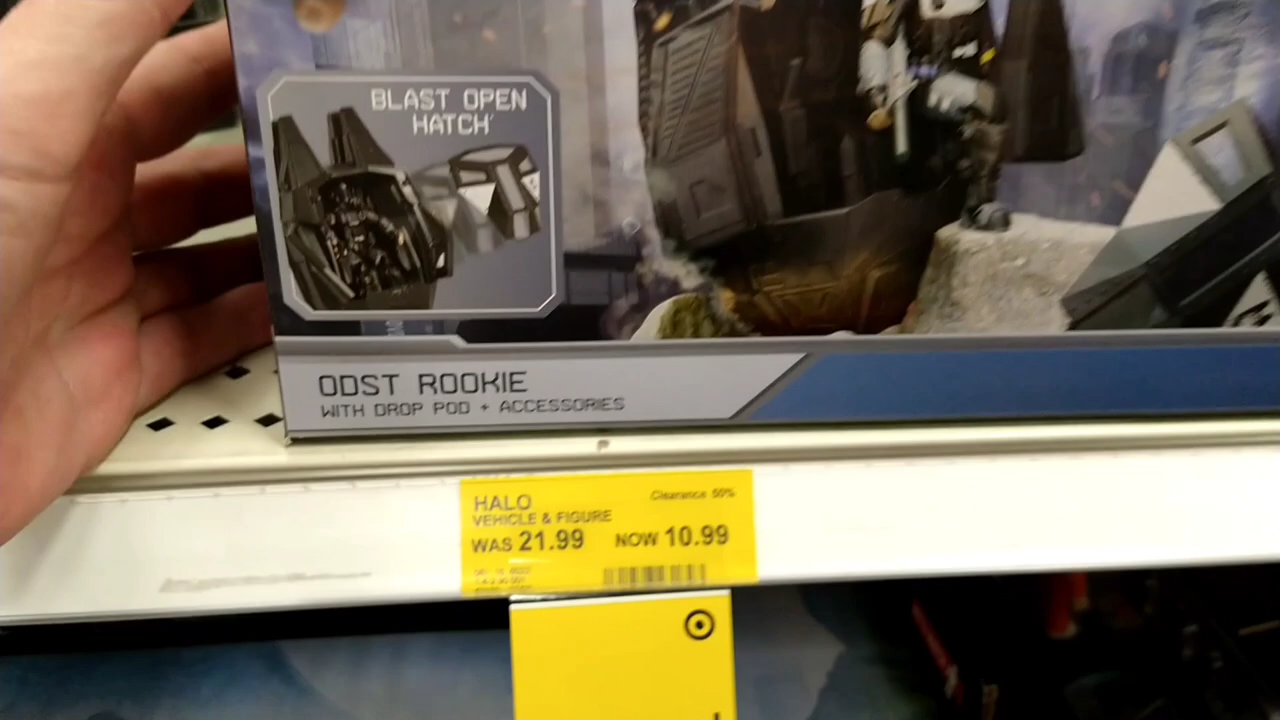 BLAST OPEN
HATCH
ODST ROOKIE
WITH DROP POD + ACCESSORIES
HALO
Clearance 50%
VEHICLE & FIGURE
WAS 21.99 NOW 10.99